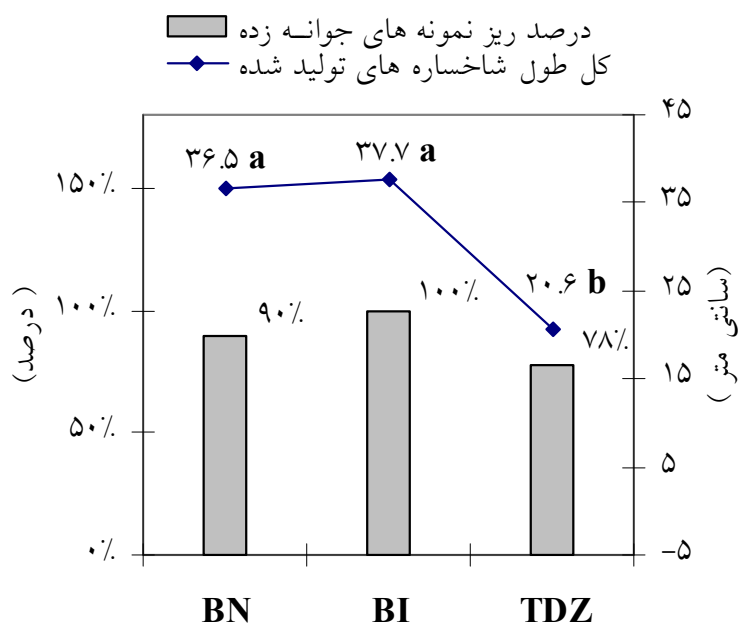 درصد ریز نمونه های جوانـه زده
کل طول شاخساره های تولید شده
۴۵
۳۵
۲۵
۱۵
۵
-۵
(سانتی متر)
۱۵۰٪
۱۰۰٪
۵۰٪
۰٪
(درصد)
۳۶.۵ a
۳۷.۷ a
۲۰.۶ b
۹۰٪
۱۰۰٪
۷۸٪
BN BI TDZ